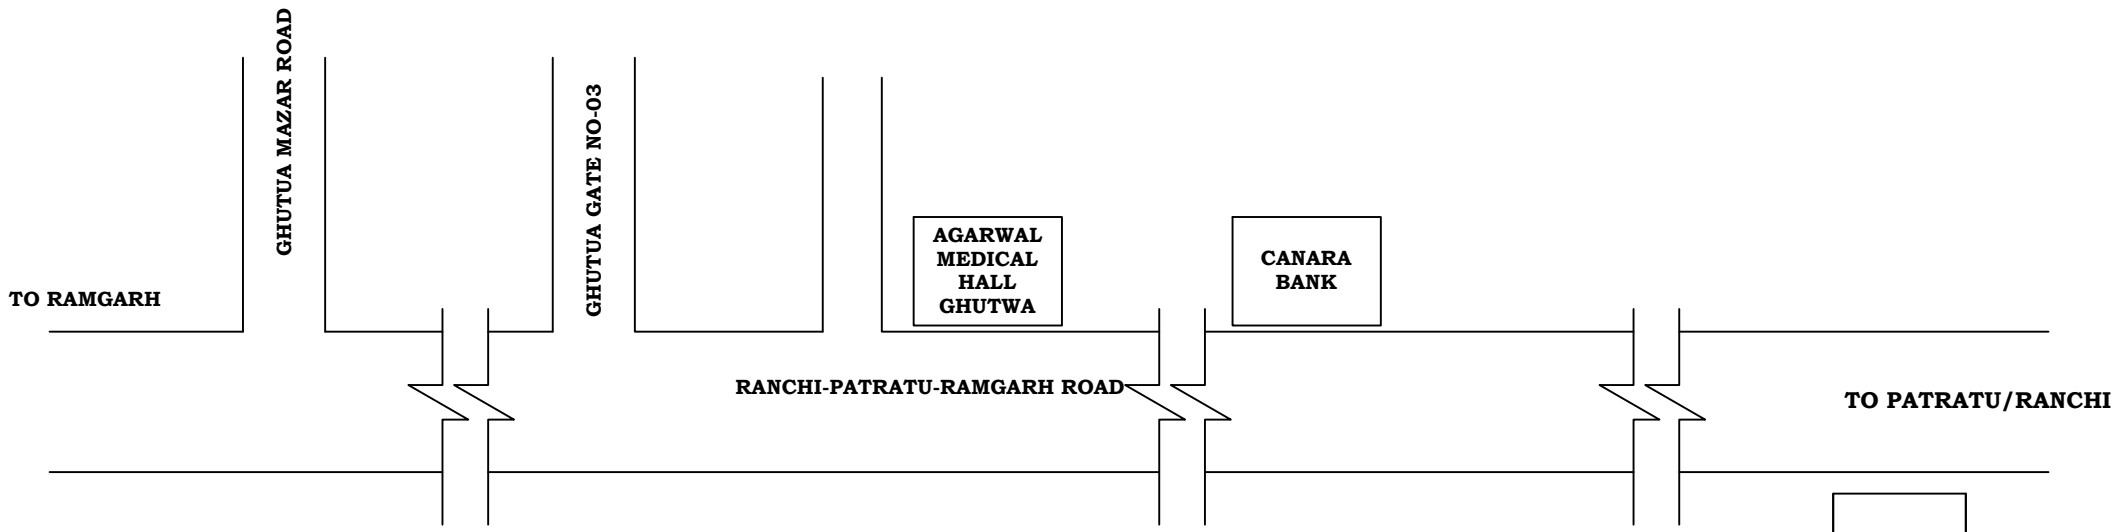 GHUTUA MAZAR ROAD
GHUTUA GATE NO-03
AGARWAL
MEDICAL
HALL
GHUTWA
CANARA
BANK
TO RAMGARH
RANCHI-PATRATU-RAMGARH ROAD
TO PATRATU/RANCHI